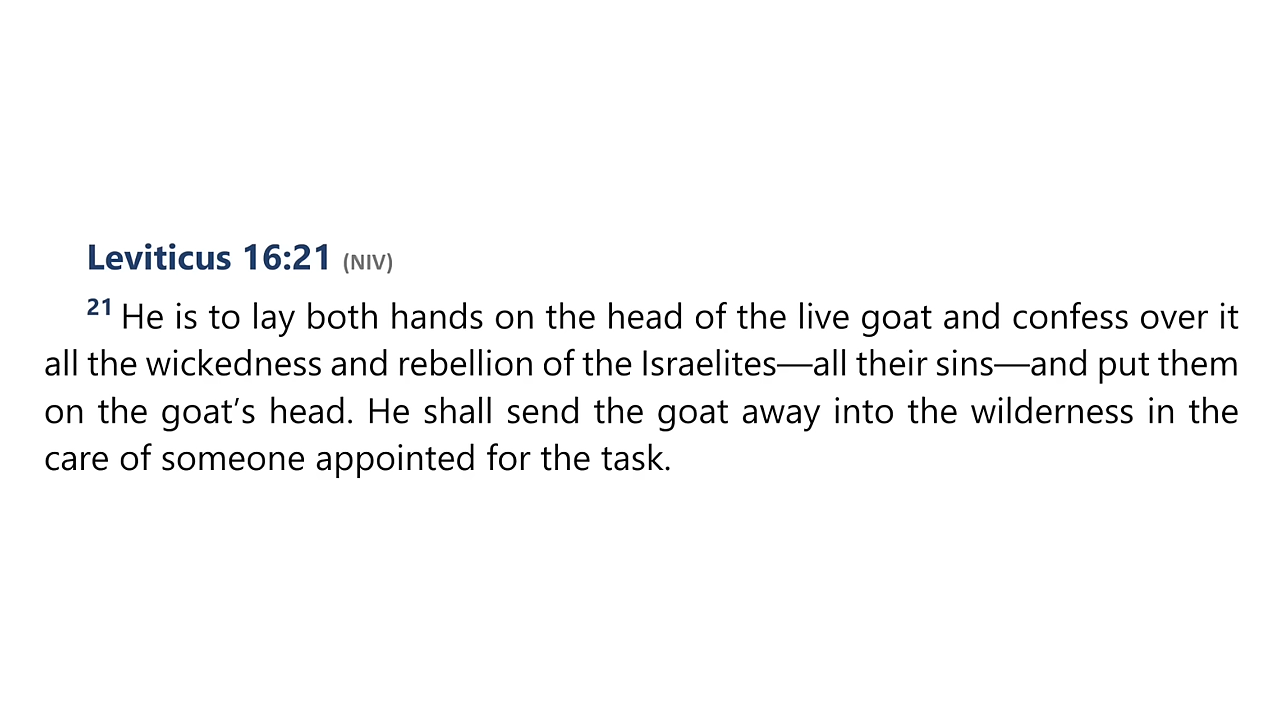 Leviticus 16:21 (NIV)
21 He is to lay both hands on the head of the live goat and confess over it
all the wickedness and rebellion of the Israelites—all their sins—and put them
on the goat’s head. He shall send the goat away into the wilderness in the
care of someone appointed for the task.